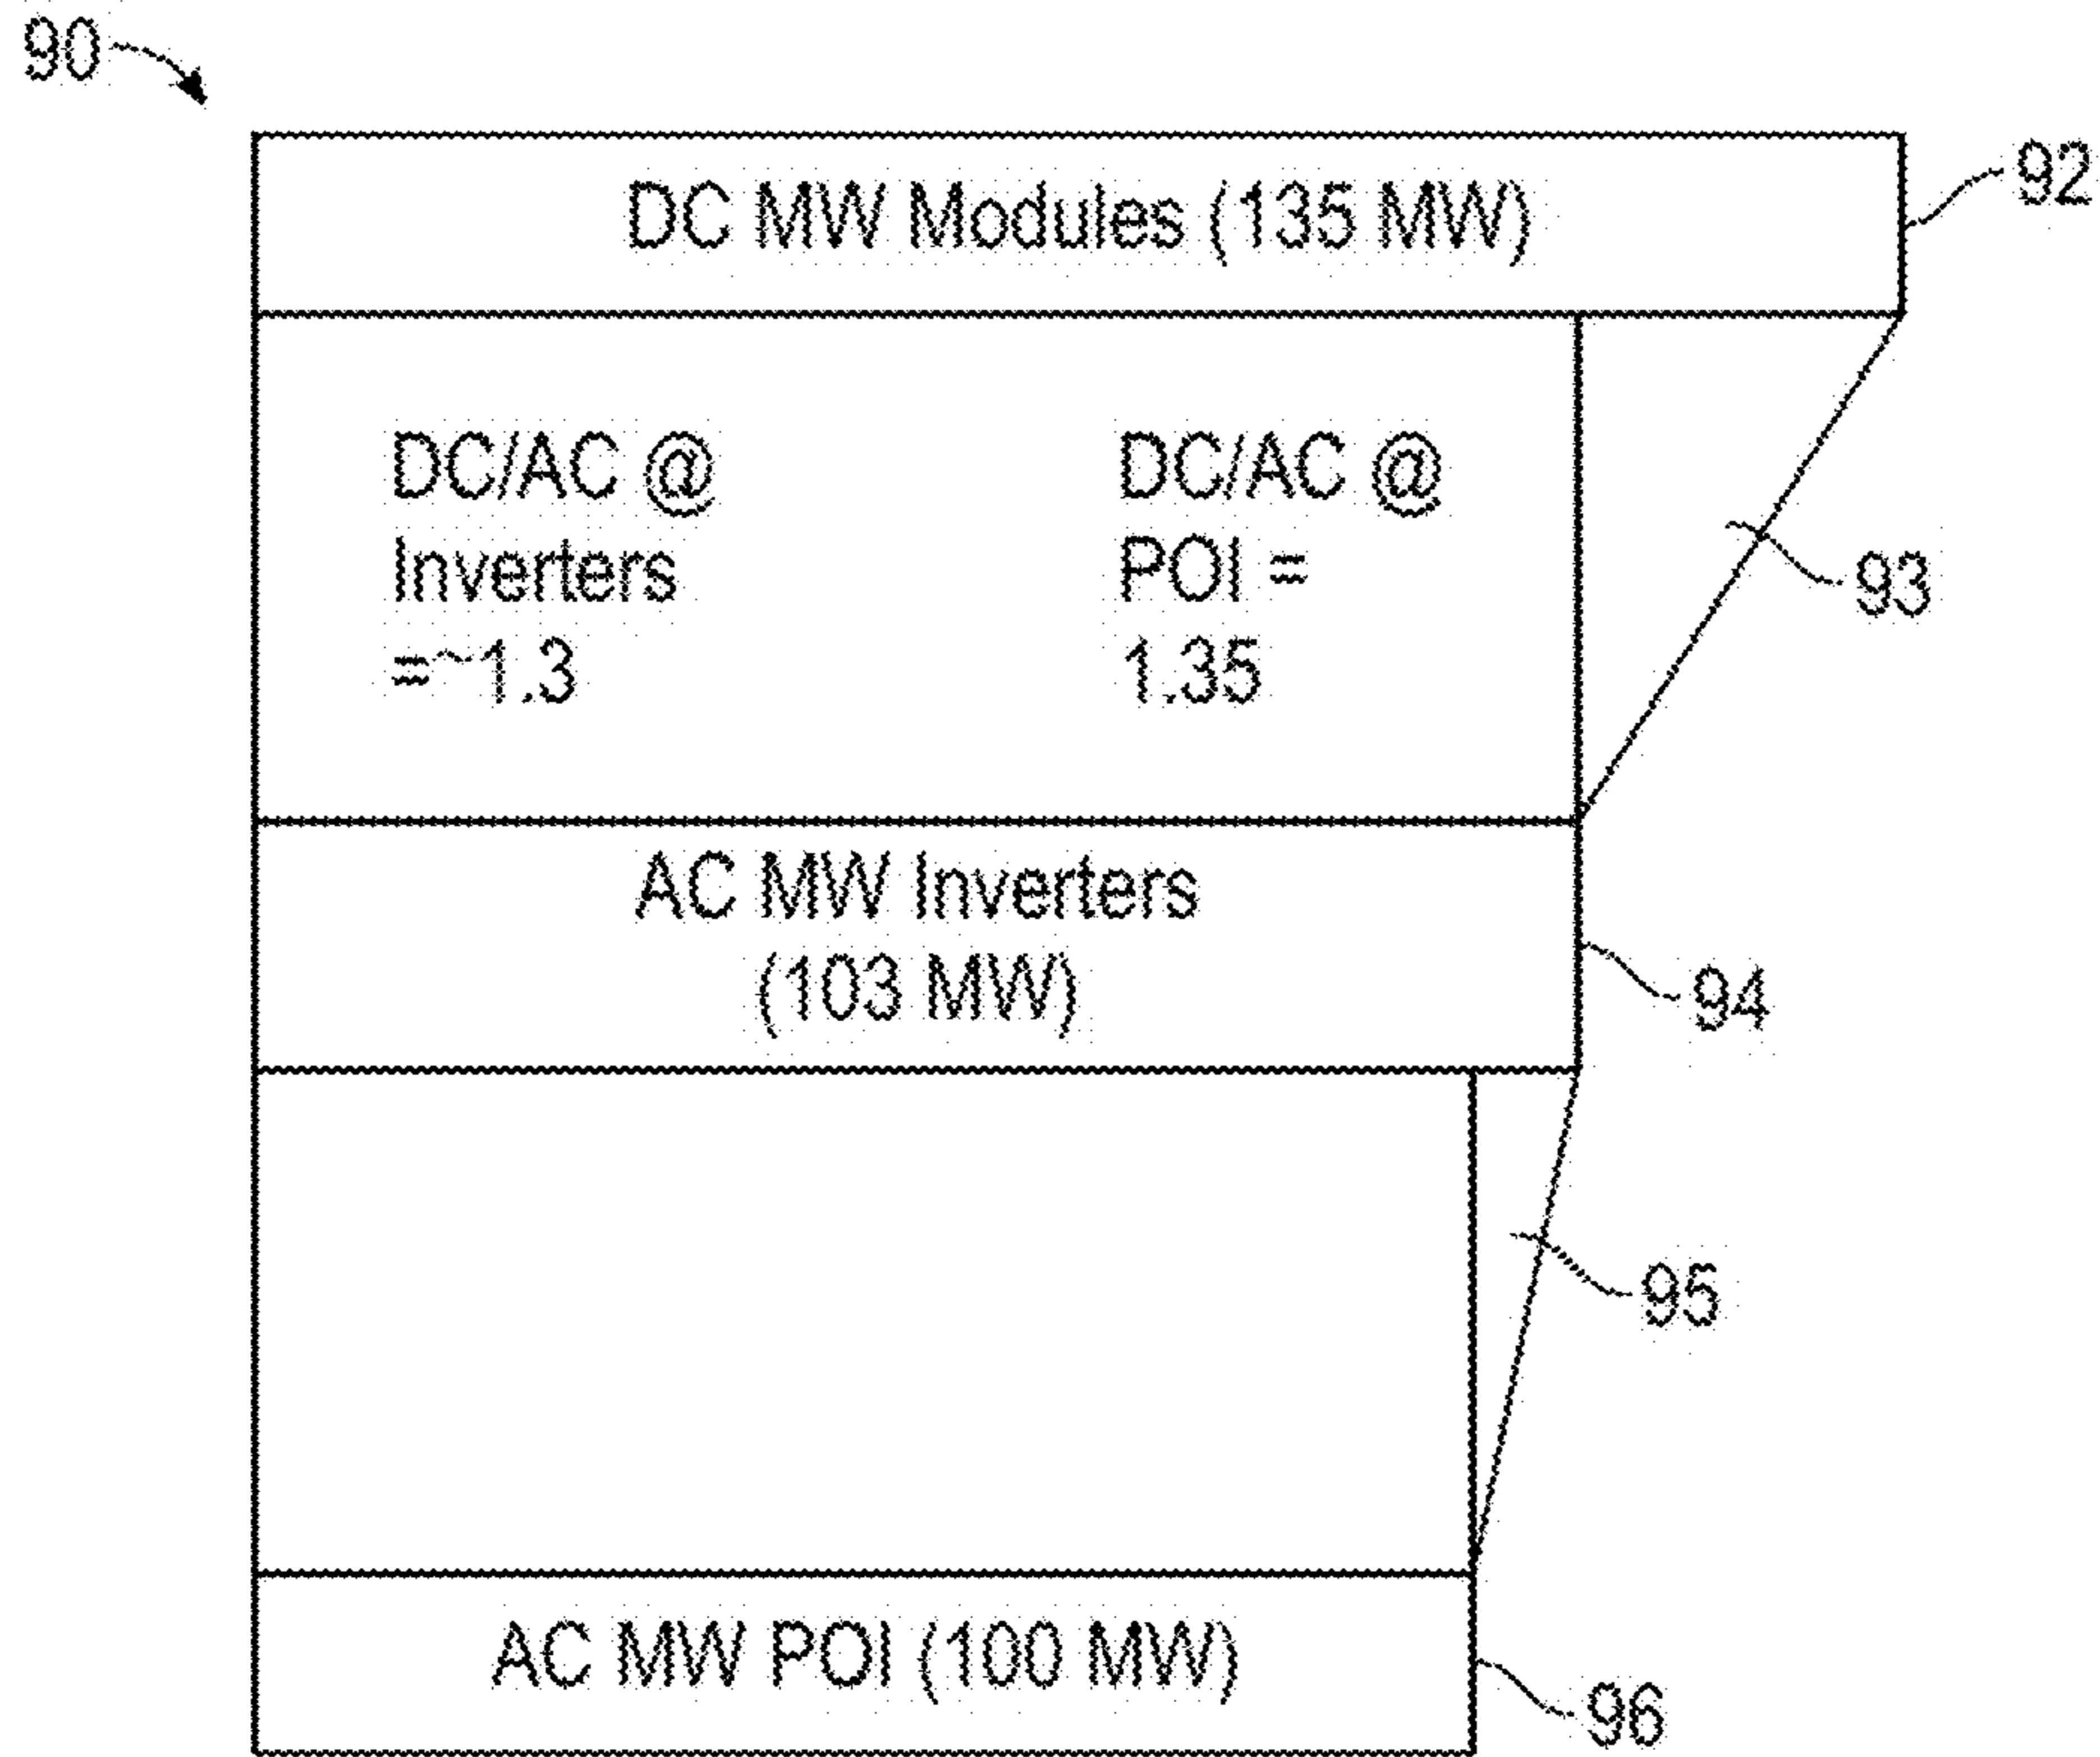 90
DC MW Modules (135 MW)
92
DC/AC @
Inverters
=~1.3
DC/AC @
POI =
1.35
93
AC MW Inverters
(103 MW)
94
95
AC MW POI (100 MW)
96